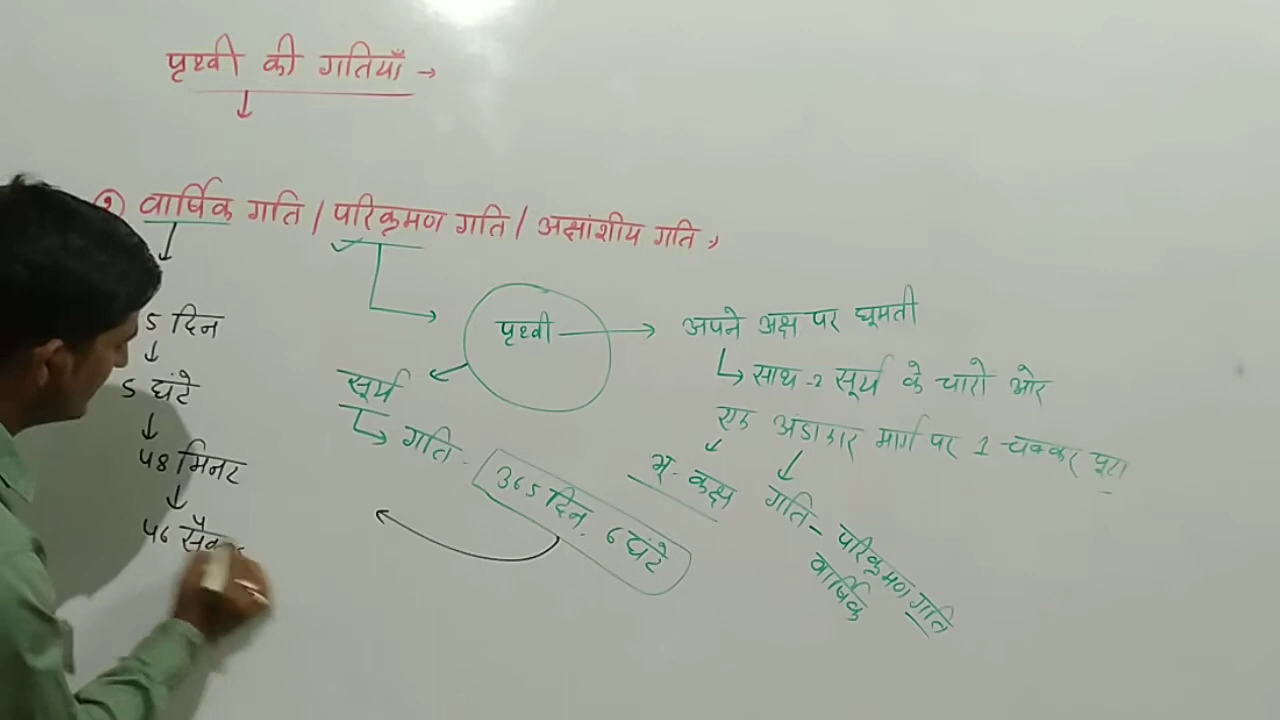 पृथ्वी की गतियाँ →
वार्षिक गति / परिक्रमण गति / अक्षांशीय गति
5 दिन
5 घंटे
48 मिनट
46
पृथ्वी → अपने अक्ष पर घूमती
साथ-2 सूर्य के चारों ओर
एक अंडाकार मार्ग पर 1 चक्कर पूरा
भू-कक्ष
गति - परिक्रमण गति
वार्षिक
सूर्य
गति -
365 दिन. 6 घंटे